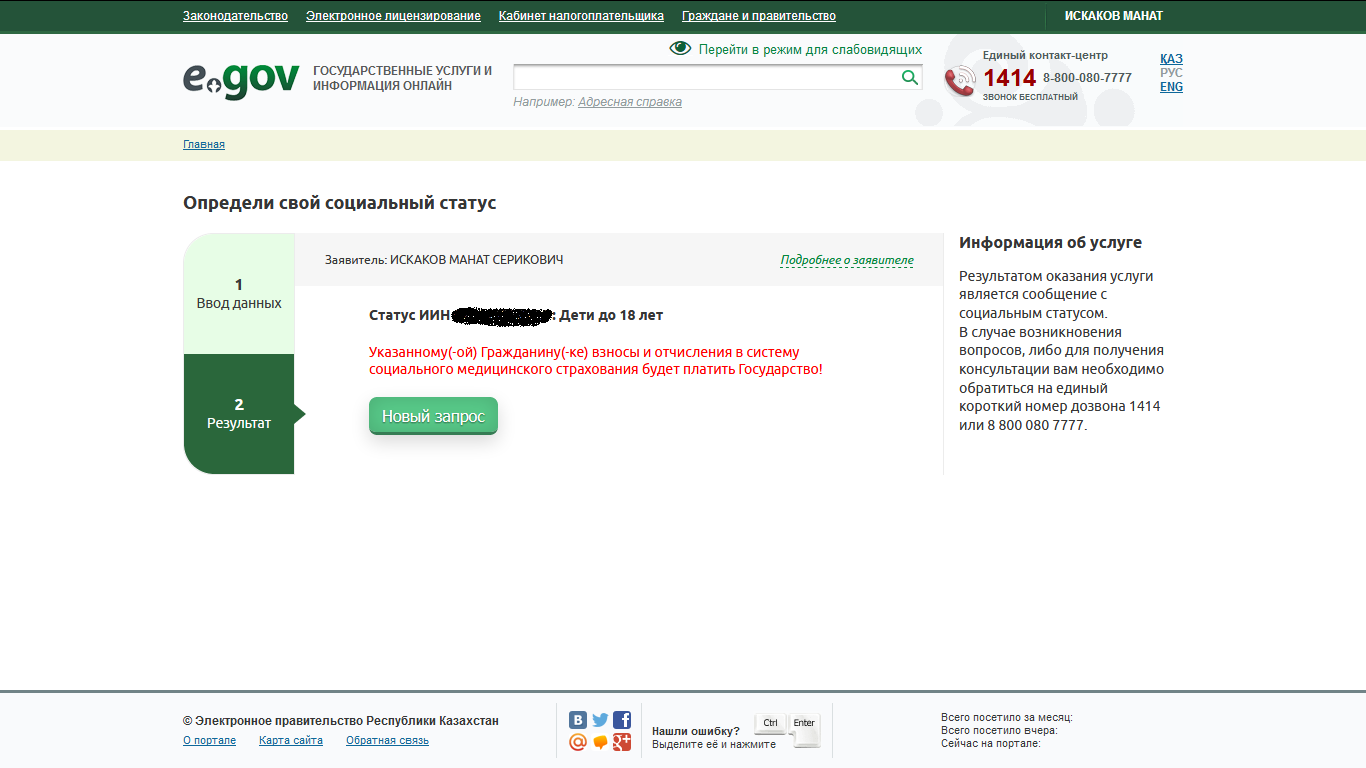 Законодательство Электронное лицензирование Кабинет налогоплательщика Граждане и правительство ИСКАКОВ МАНАТ
Перейти в режим для слабовидящих
egov
ГОСУДАРСТВЕННЫЕ УСЛУГИ И
ИНФОРМАЦИЯ ОНЛАЙН
Например: Адресная справка
Единый контакт-центр
1414 8-800-080-7777
ЗВОНОК БЕСПЛАТНЫЙ
ҚАЗ
РУС
ENG
Главная
Определи свой социальный статус
1
Ввод данных
2
Результат
Заявитель: ИСКАКОВ МАНАТ СЕРИКОВИЧ
Подробнее о заявителе
Статус ИИН : Дети до 18 лет
Указанному(-ой) Гражданину(-ке) взносы и отчисления в систему
социального медицинского страхования будет платить Государство!
Новый запрос
Информация об услуге
Результатом оказания услуги
является сообщение с
социальным статусом.
В случае возникновения
вопросов, либо для получения
консультации вам необходимо
обратиться на единый
короткий номер дозвона 1414
или 8 800 080 7777.
© Электронное правительство Республики Казахстан
О портале Карта сайта Обратная связь
Нашли ошибку?
Выделите её и нажмите
Ctrl Enter
Всего посетило за месяц:
Всего посетило вчера:
Сейчас на портале: